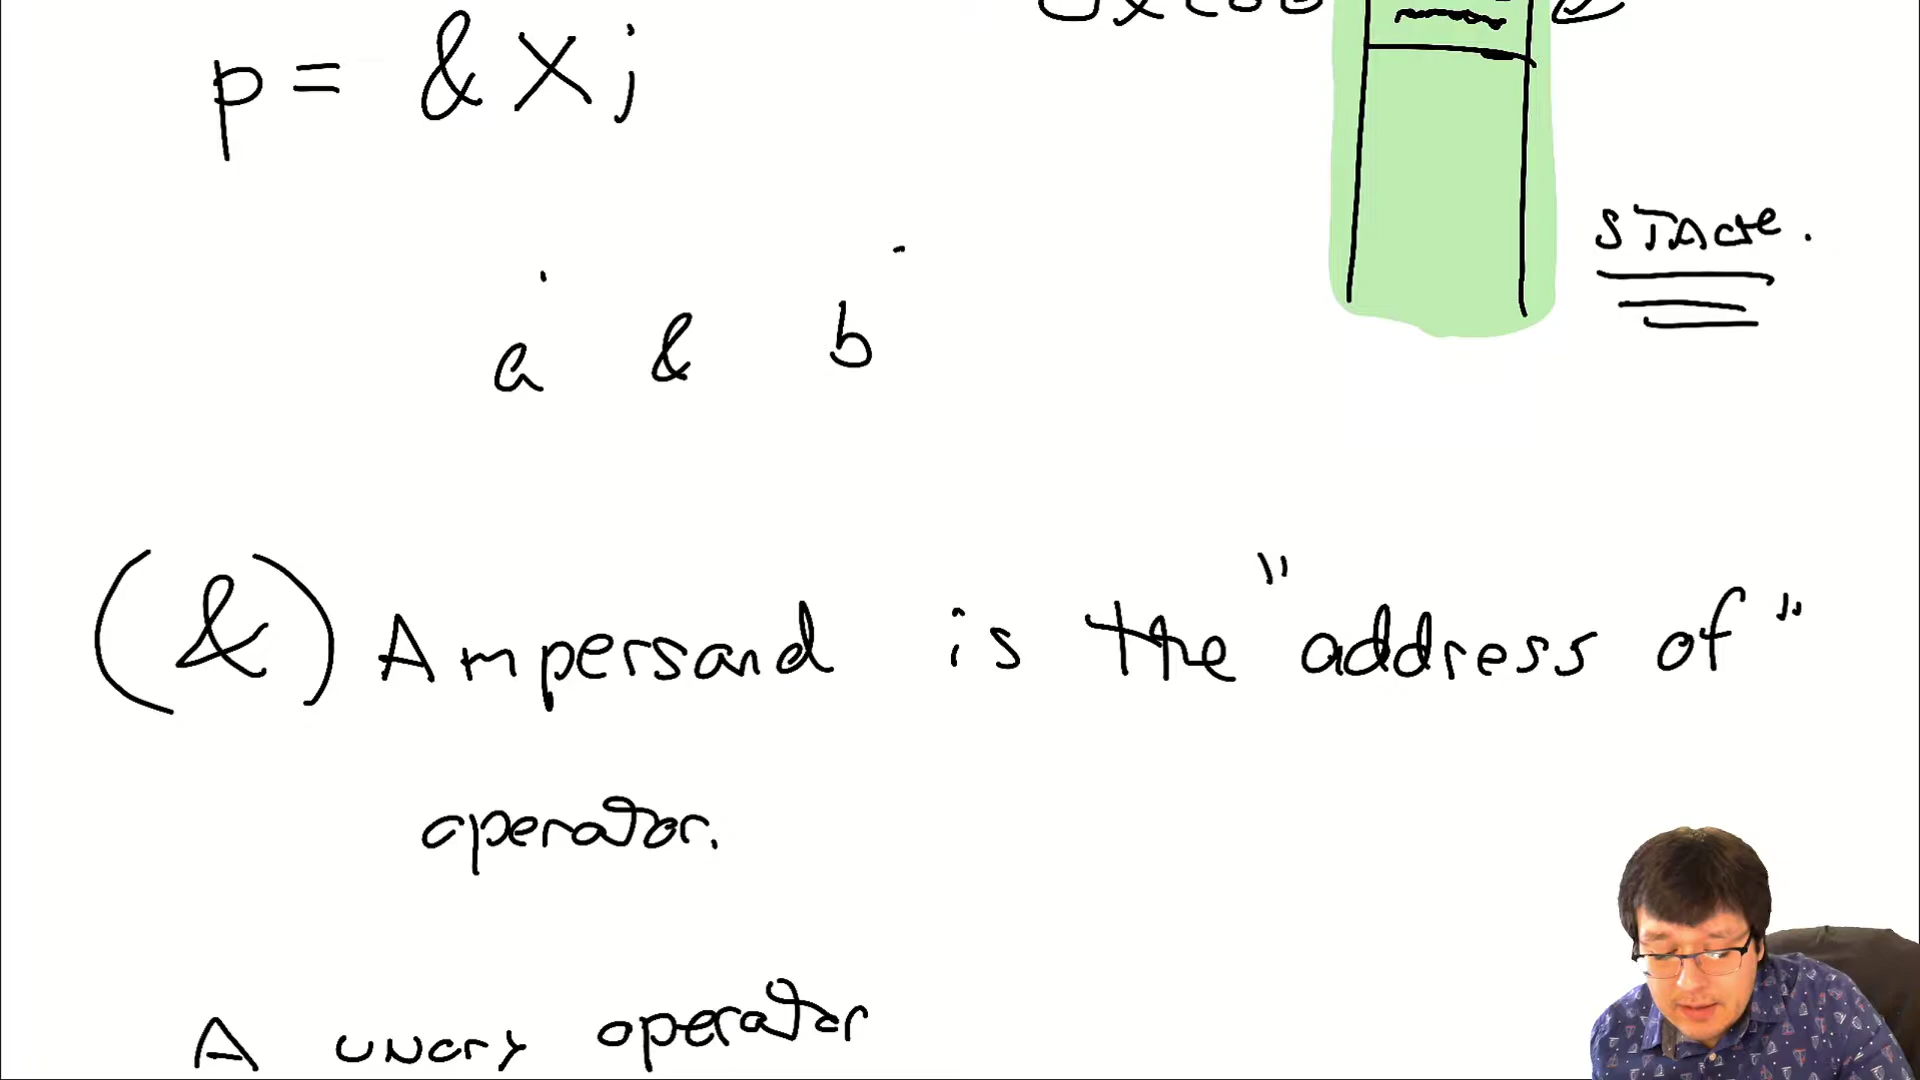 p = &x;
STACK.
a & b
(&) Ampersand is the "address of"
operator.
A unary operator